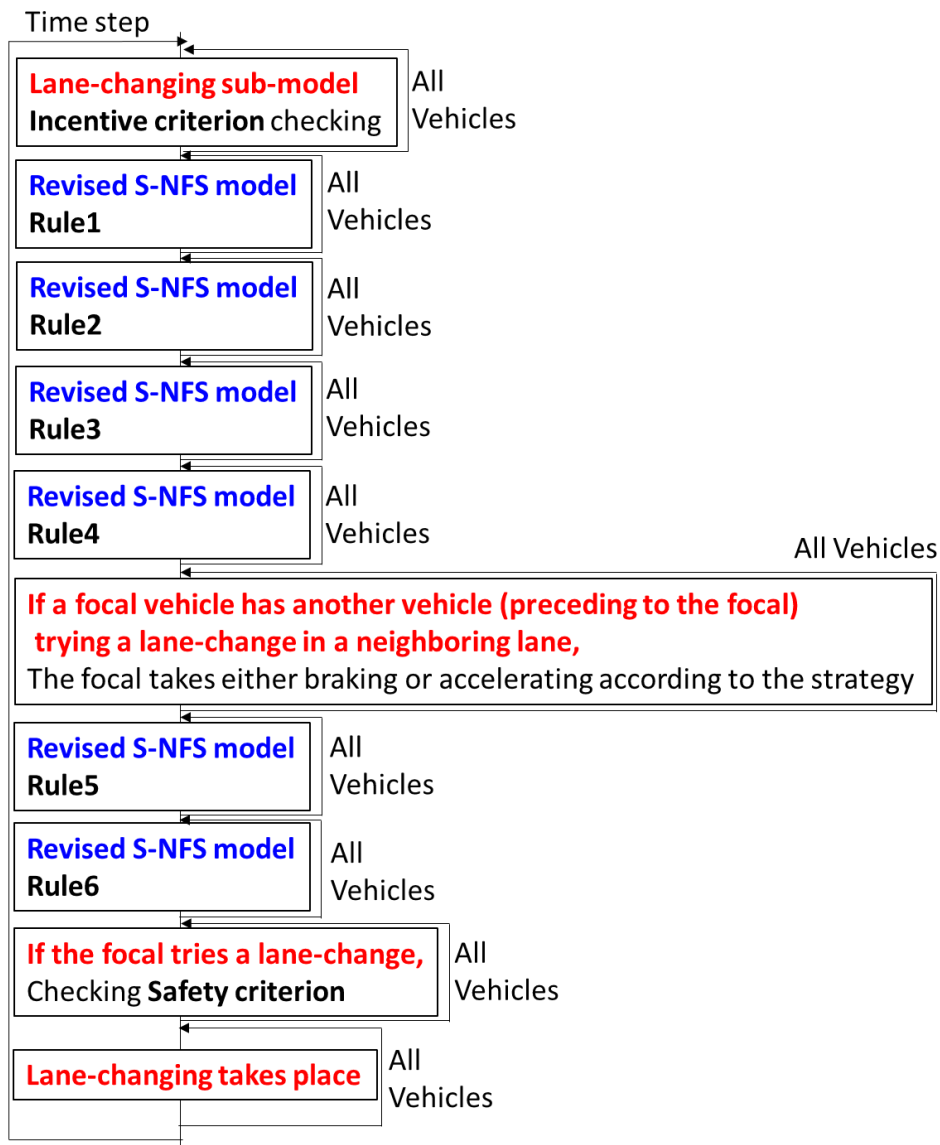 Time step
Lane-changing sub-model
Incentive criterion checking
All
Vehicles
Revised S-NFS model
Rule1
All
Vehicles
Revised S-NFS model
Rule2
All
Vehicles
Revised S-NFS model
Rule3
All
Vehicles
Revised S-NFS model
Rule4
All
Vehicles
All Vehicles
If a focal vehicle has another vehicle (preceding to the focal)
trying a lane-change in a neighboring lane,
The focal takes either braking or accelerating according to the strategy
Revised S-NFS model
Rule5
All
Vehicles
Revised S-NFS model
Rule6
All
Vehicles
If the focal tries a lane-change,
Checking Safety criterion
All
Vehicles
Lane-changing takes place
All
Vehicles